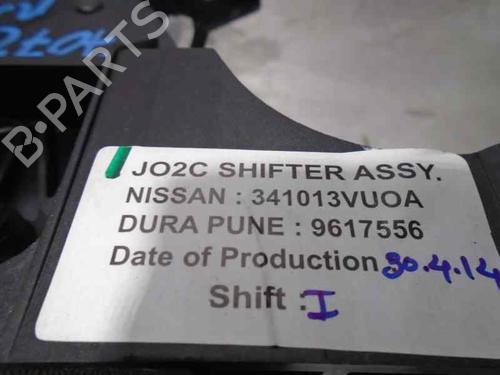 B-PARTS
JO2C SHIFTER ASSY.
NISSAN : 341013VUOA
DURA PUNE : 9617556
Date of Production 30.4.14
Shift : I